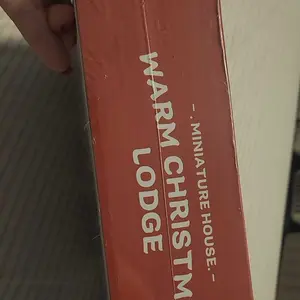 - . MINIATURE HOUSE. -
WARM CHRISTM
LODGE